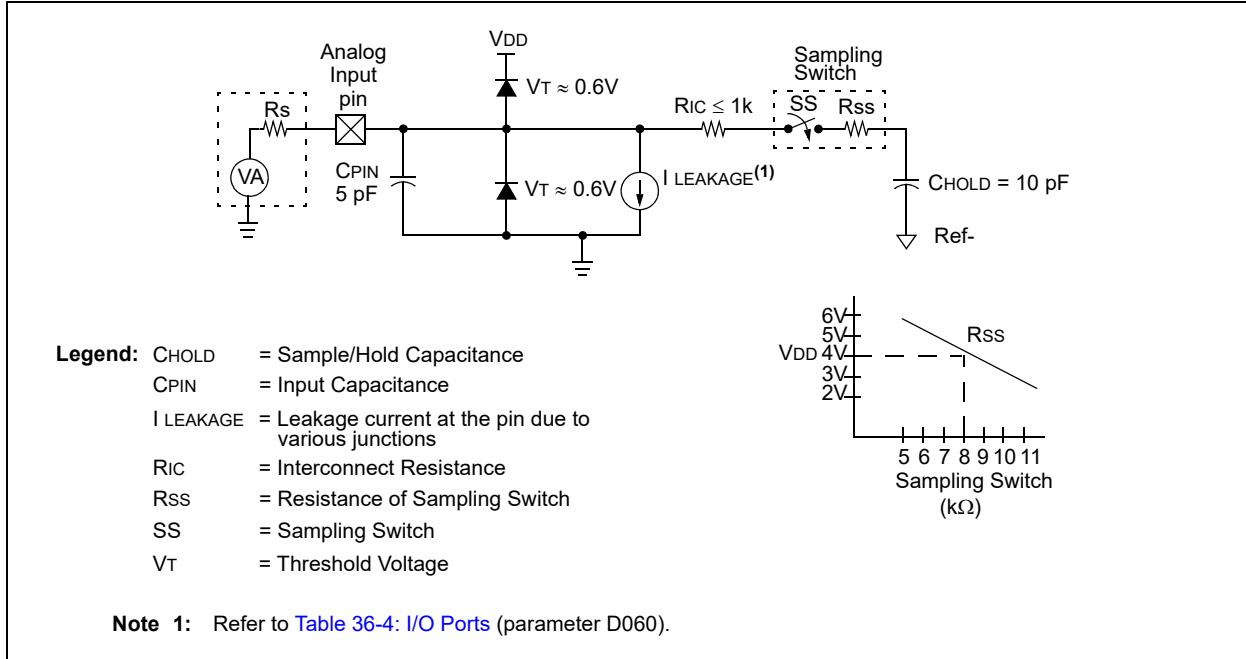 VDD
Analog
Input
pin
Sampling
Switch
VT ≈ 0.6V
Rs
RIC ≤ 1k
SS
Rss
VA
CPIN
5 pF
VT ≈ 0.6V
I LEAKAGE(1)
CHOLD = 10 pF
Ref-
6V
5V
VDD 4V
3V
2V
RSS
5 6 7 8 9 10 11
Sampling Switch
(kΩ)
Legend: CHOLD = Sample/Hold Capacitance
CPIN = Input Capacitance
I LEAKAGE = Leakage current at the pin due to
various junctions
RIC = Interconnect Resistance
RSS = Resistance of Sampling Switch
SS = Sampling Switch
VT = Threshold Voltage
Note 1: Refer to Table 36-4: I/O Ports (parameter D060).